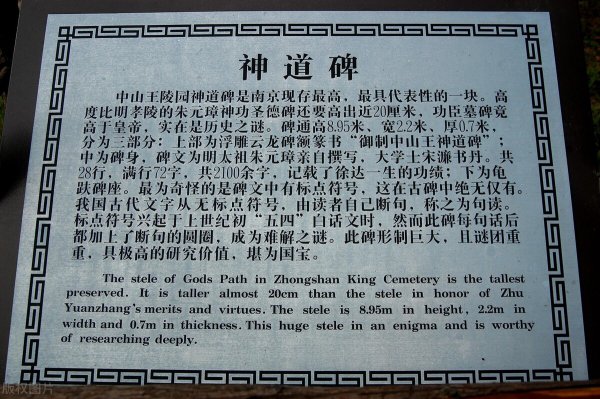 神道碑
中山王陵园神道碑是南京现存最高，最具代表性的一块。高
度比明孝陵的朱元璋神功圣德碑还要高出近20厘米，功臣墓碑竟
高于皇帝，实在是历史之谜。碑通高8.95米、宽2.2米、厚0.7米，
分为三部分：上部为浮雕云龙碑额篆书“御制中山王神道碑”；
中为碑身，碑文为明太祖朱元璋亲自撰写，大学士宋濂书丹。共
28行，满行72字，共2100余字，记载了徐达一生的功绩；下为龟
趺碑座。最为奇怪的是碑文中有标点符号，这在古碑中绝无仅有。
我国古代文字从无标点符号，由读者自己断句，称之为句读。
标点符号兴起于上世纪初“五四”白话文时，然而此碑每句话后
都加上了断句的圆圈，成为难解之谜。此碑形制巨大，且谜团重
重，具极高的研究价值，堪为国宝。
The stele of Gods Path in Zhongshan King Cemetery is the tallest
preserved. It is taller almost 20cm than the stele in honor of Zhu
Yuanzhang's merits and virtues. The stele is 8.95m in height, 2.2m in
width and 0.7m in thickness. This huge stele in an enigma and is worthy
of researching deeply.
版权图片